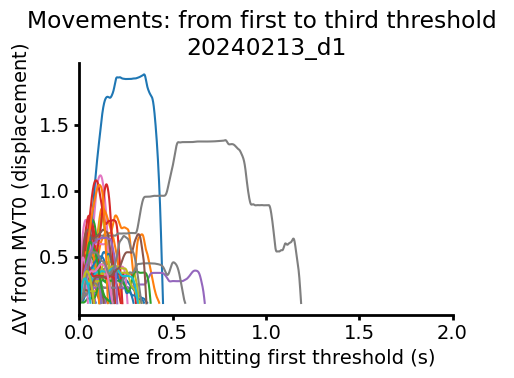 Movements: from first to third threshold
20240213_d1
ΔV from MVT0 (displacement)
1.5
1.0
0.5
0.0 0.5 1.0 1.5 2.0
time from hitting first threshold (s)